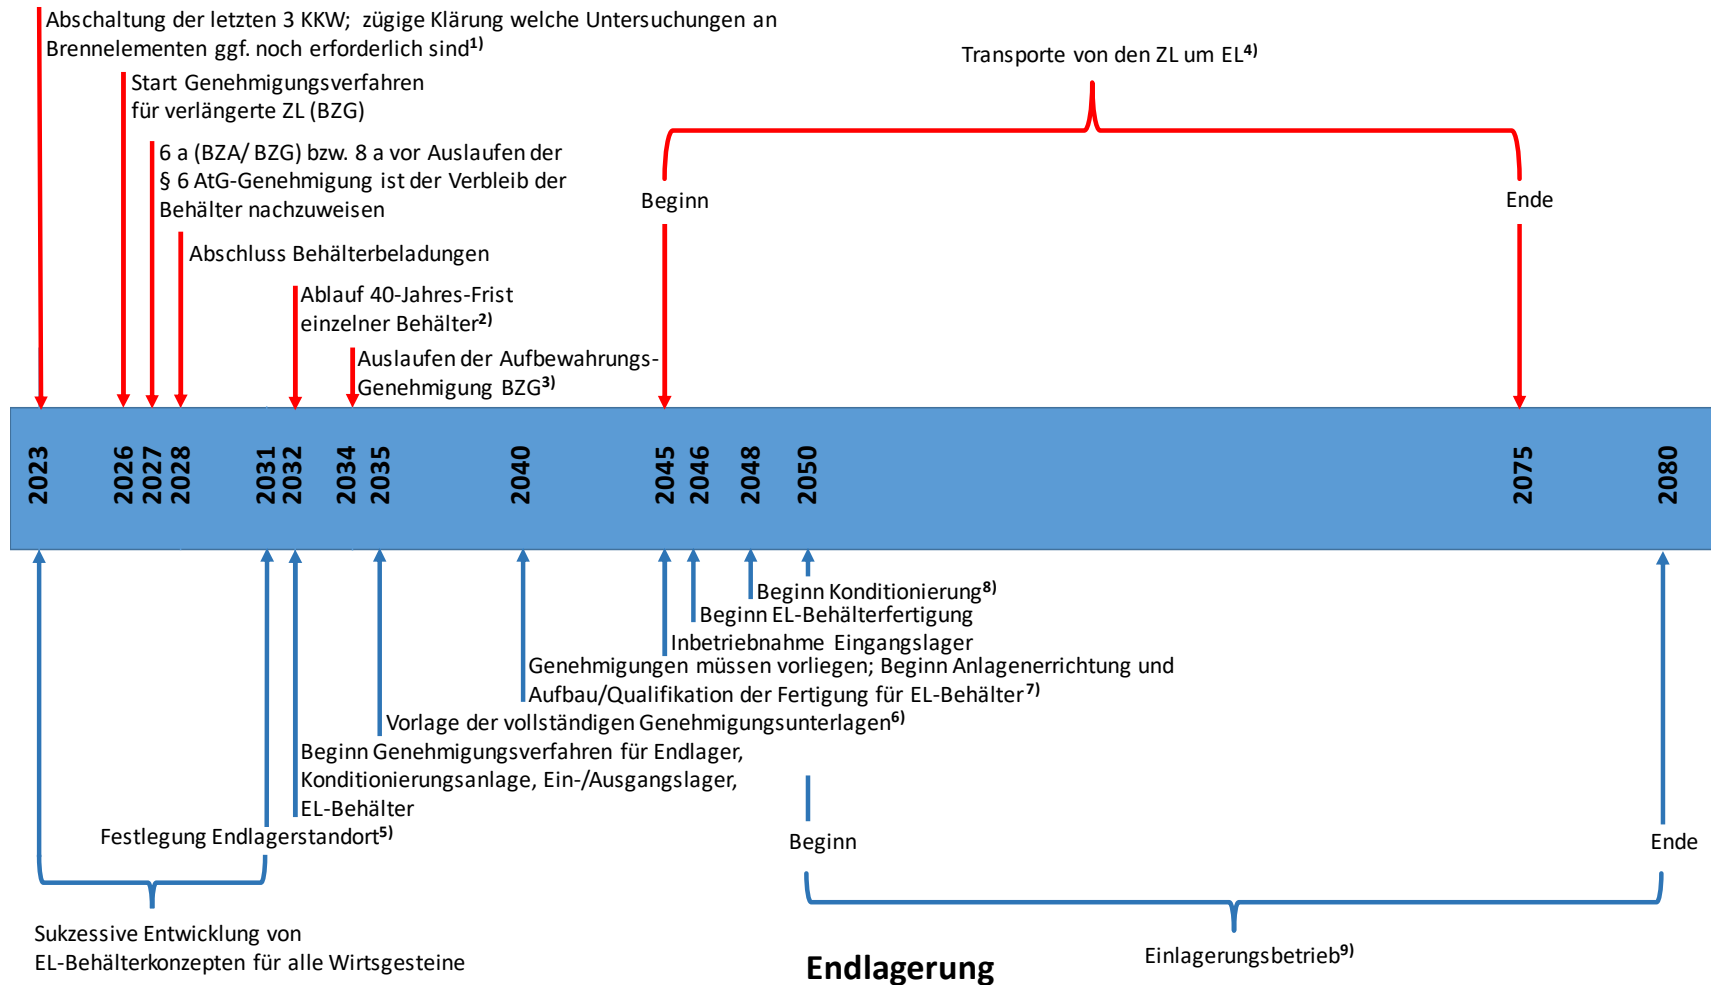 Abschaltung der letzten 3 KKW; zügige Klärung welche Untersuchungen an
Brennelementen ggf. noch erforderlich sind1)
Transporte von den ZL um EL4)
Start Genehmigungsverfahren
für verlängerte ZL (BZG)
6 a (BZA/ BZG) bzw. 8 a vor Auslaufen der
§ 6 AtG-Genehmigung ist der Verbleib der
Behälter nachzuweisen
Beginn
Ende
Abschluss Behälterbeladungen
Ablauf 40-Jahres-Frist
einzelner Behälter2)
Auslaufen der Aufbewahrungs-
Genehmigung BZG3)
2023
2026
2027
2028
2031
2032
2034
2035
2040
2045
2046
2048
2050
2075
2080
Beginn Konditionierung8)
Beginn EL-Behälterfertigung
Inbetriebnahme Eingangslager
Genehmigungen müssen vorliegen; Beginn Anlagenerrichtung und
Aufbau/Qualifikation der Fertigung für EL-Behälter7)
Vorlage der vollständigen Genehmigungsunterlagen6)
Beginn Genehmigungsverfahren für Endlager,
Konditionierungsanlage, Ein-/Ausgangslager,
EL-Behälter
Festlegung Endlagerstandort5)
Beginn
Ende
Sukzessive Entwicklung von
EL-Behälterkonzepten für alle Wirtsgesteine
Einlagerungsbetrieb9)
Endlagerung